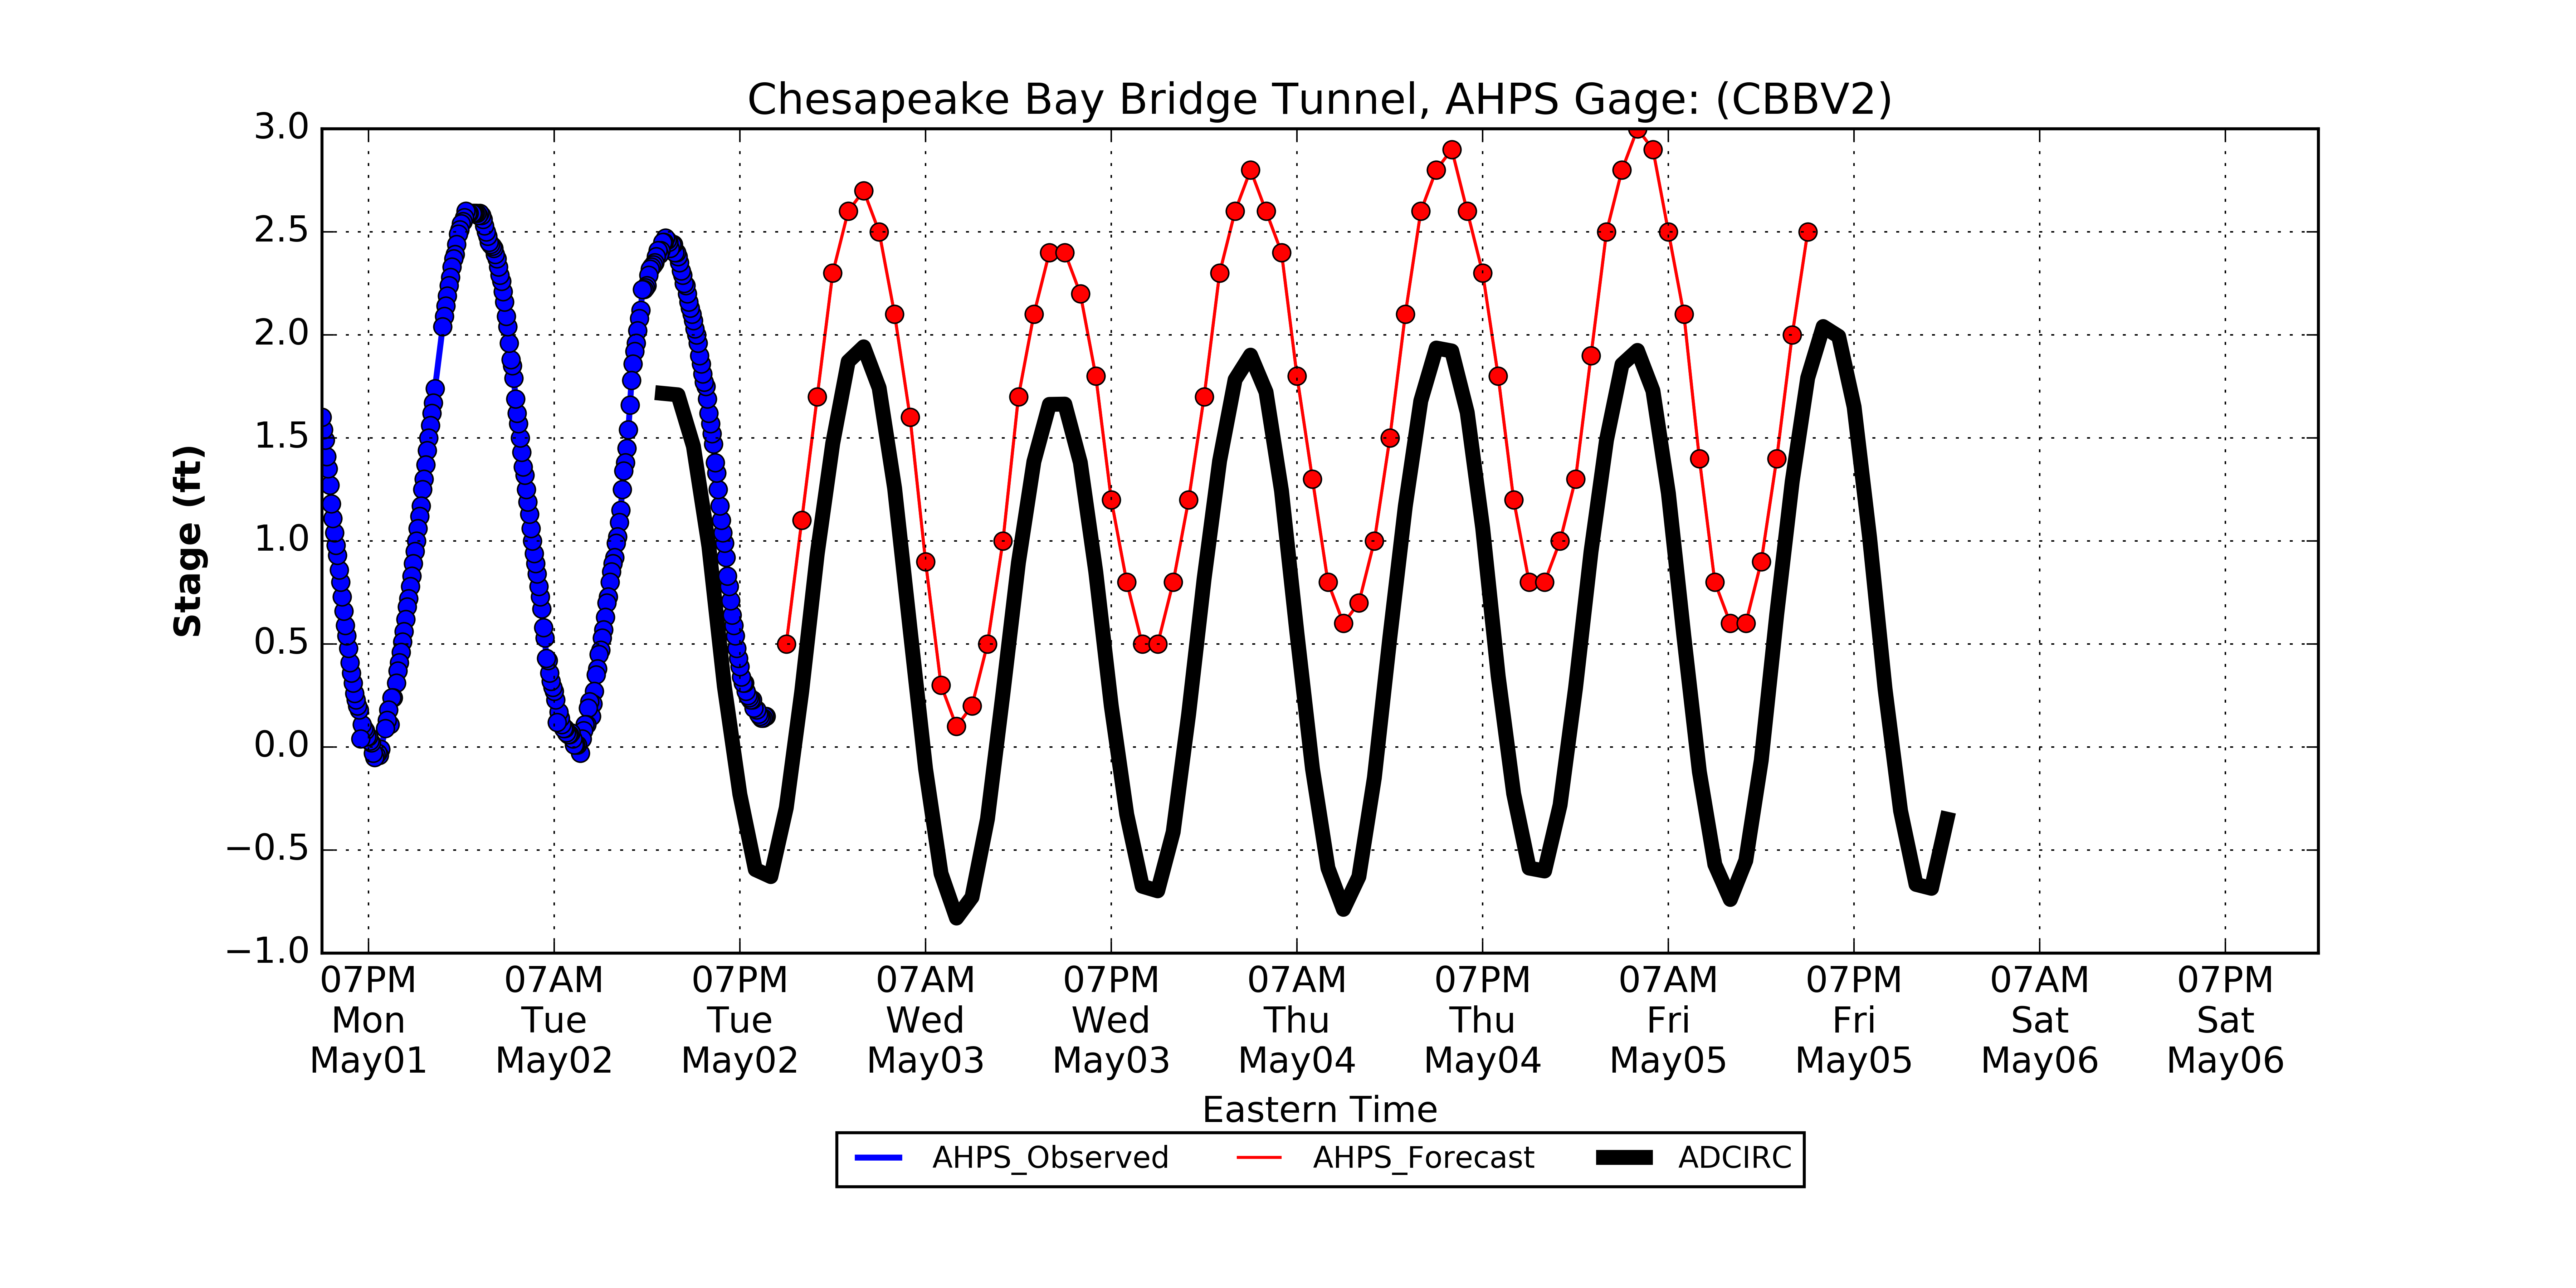 Chesapeake Bay Bridge Tunnel, AHPS Gage: (CBBV2)
3.0
2.5
2.0
1.5
1.0
0.5
0.0
−0.5
−1.0
Stage (ft)
07PM 07AM 07PM 07AM 07PM 07AM 07PM 07AM 07PM 07AM 07PM
Mon Tue Tue Wed Wed Thu Thu Fri Fri Sat Sat
May01 May02 May02 May03 May03 May04 May04 May05 May05 May06 May06
Eastern Time
AHPS_Observed AHPS_Forecast ADCIRC